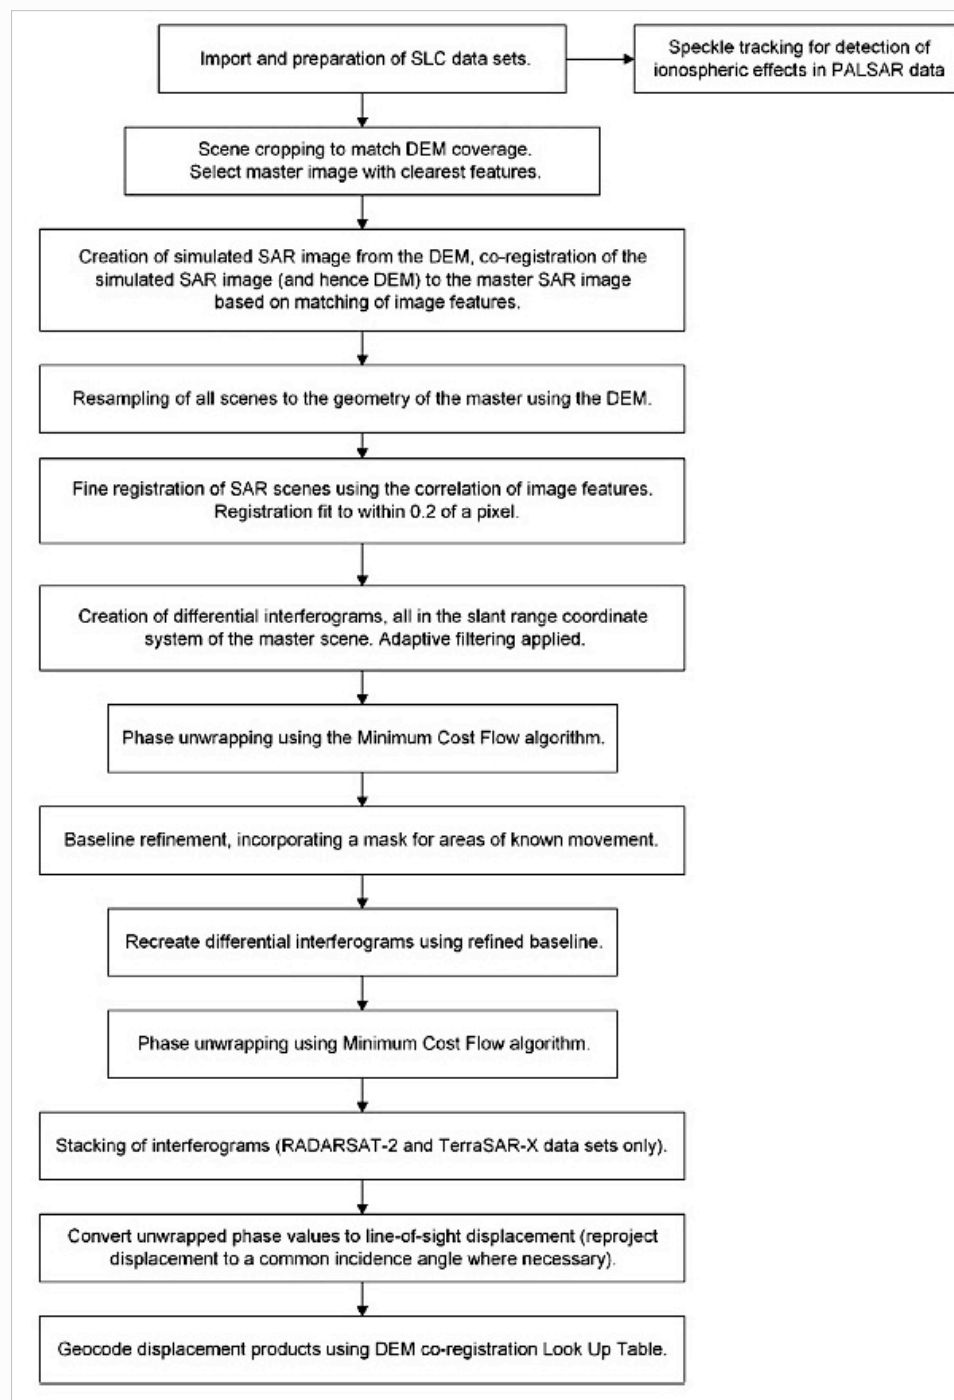 Import and preparation of SLC data sets.
Speckle tracking for detection of
ionospheric effects in PALSAR data
Scene cropping to match DEM coverage.
Select master image with clearest features.
Creation of simulated SAR image from the DEM, co-registration of the
simulated SAR image (and hence DEM) to the master SAR image
based on matching of image features.
Resampling of all scenes to the geometry of the master using the DEM.
Fine registration of SAR scenes using the correlation of image features.
Registration fit to within 0.2 of a pixel.
Creation of differential interferograms, all in the slant range coordinate
system of the master scene. Adaptive filtering applied.
Phase unwrapping using the Minimum Cost Flow algorithm.
Baseline refinement, incorporating a mask for areas of known movement.
Recreate differential interferograms using refined baseline.
Phase unwrapping using Minimum Cost Flow algorithm.
Stacking of interferograms (RADARSAT-2 and TerraSAR-X data sets only).
Convert unwrapped phase values to line-of-sight displacement (reproject
displacement to a common incidence angle where necessary).
Geocode displacement products using DEM co-registration Look Up Table.